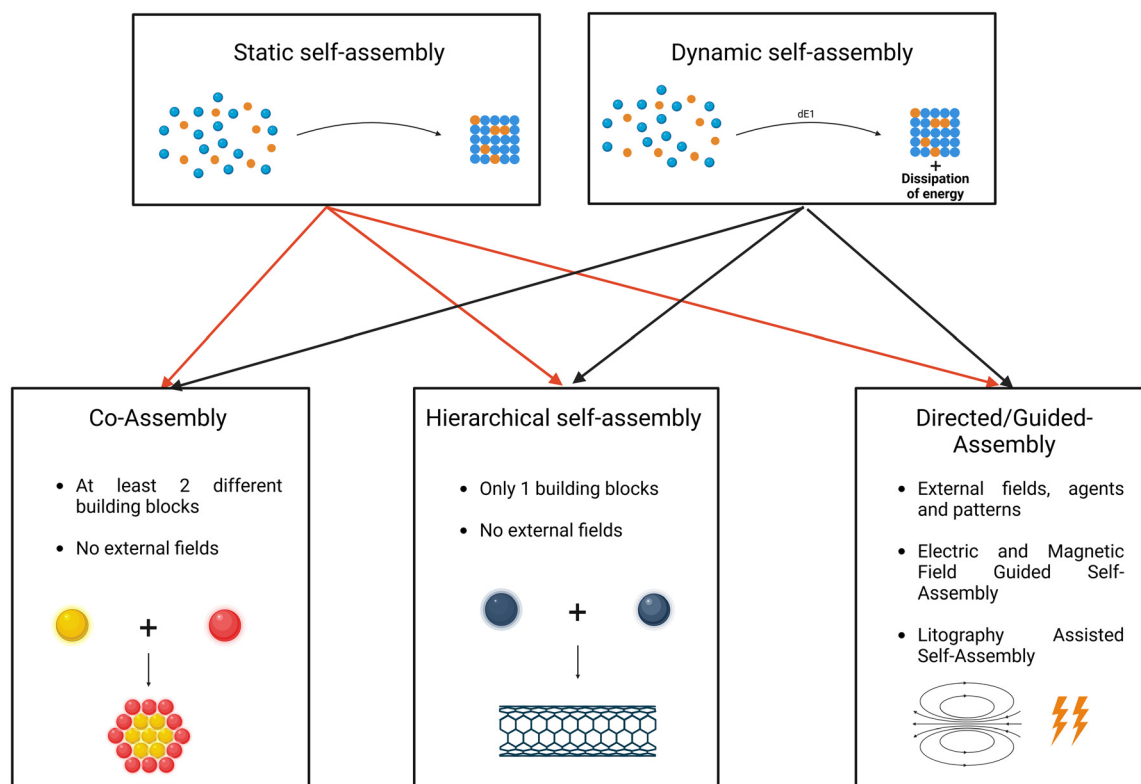 Static self-assembly
Dynamic self-assembly
dE1
+
Dissipation
of energy
Co-Assembly
• At least 2 different
building blocks
• No external fields
+
Hierarchical self-assembly
• Only 1 building blocks
• No external fields
+
Directed/Guided-
Assembly
• External fields, agents
and patterns
• Electric and Magnetic
Field Guided Self-
Assembly
• Litography Assisted
Self-Assembly